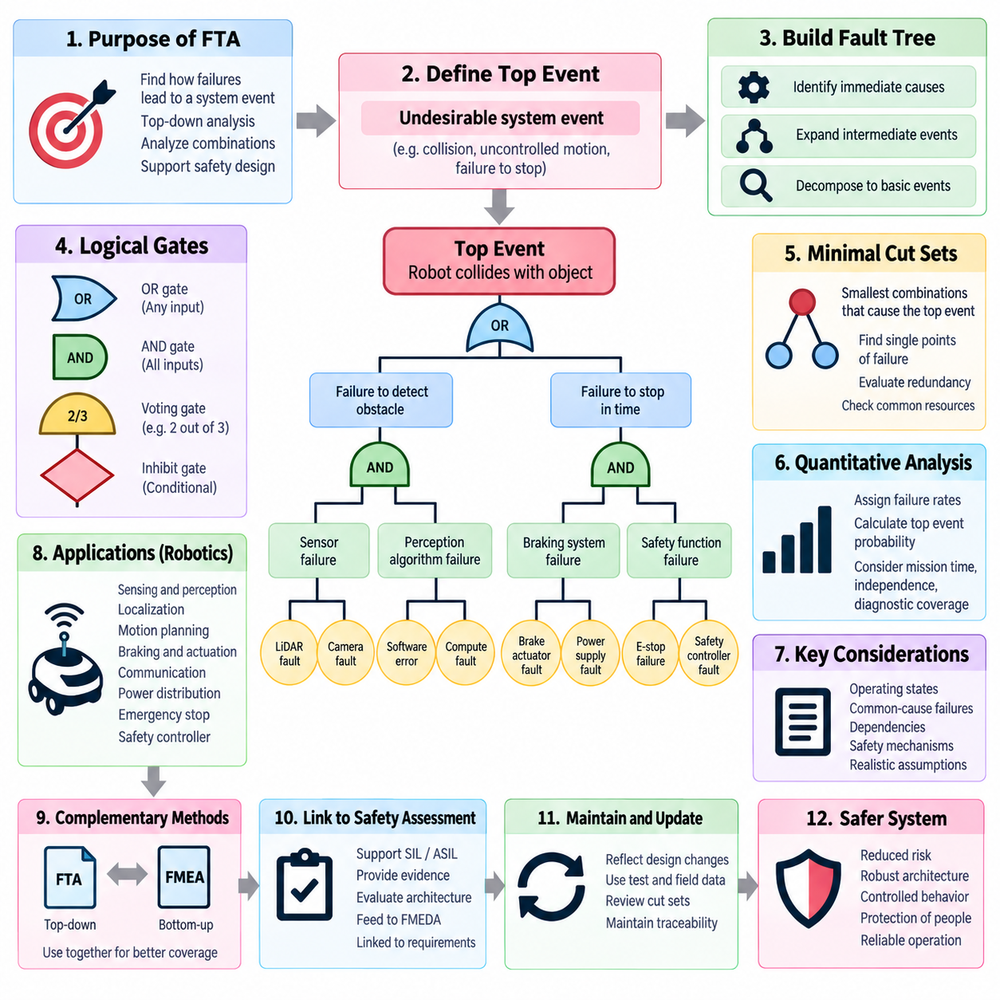 1. Purpose of FTA
Find how failures
lead to a system event
Top-down analysis
Analyze combinations
Support safety design
2. Define Top Event
Undesirable system event
(e.g. collision, uncontrolled motion,
failure to stop)
3. Build Fault Tree
Identify immediate causes
Expand intermediate events
Decompose to basic events
4. Logical Gates
OR
OR gate
(Any input)
AND
AND gate
(All inputs)
2/3
Voting gate
(e.g. 2 out of 3)
Inhibit gate
(Conditional)
Top Event
Robot collides with object
OR
Failure to detect
obstacle
Failure to stop
in time
AND
AND
Sensor
failure
Perception
algorithm failure
Braking system
failure
Safety function
failure
LiDAR
fault
Camera
fault
Software
error
Compute
fault
Brake
actuator
fault
Power
supply
fault
E-stop
failure
Safety
controller
fault
5. Minimal Cut Sets
Smallest combinations
that cause the top event
Find single points
of failure
Evaluate redundancy
Check common resources
6. Quantitative Analysis
Assign failure rates
Calculate top event
probability
Consider mission time,
independence,
diagnostic coverage
7. Key Considerations
Operating states
Common-cause failures
Dependencies
Safety mechanisms
Realistic assumptions
8. Applications (Robotics)
Sensing and perception
Localization
Motion planning
Braking and actuation
Communication
Power distribution
Emergency stop
Safety controller
9. Complementary Methods
FTA
FMEA
Top-down
Bottom-up
Use together for better coverage
10. Link to Safety Assessment
Support SIL / ASIL
Provide evidence
Evaluate architecture
Feed to FMEDA
Linked to requirements
11. Maintain and Update
Reflect design changes
Use test and field data
Review cut sets
Maintain traceability
12. Safer System
Reduced risk
Robust architecture
Controlled behavior
Protection of people
Reliable operation